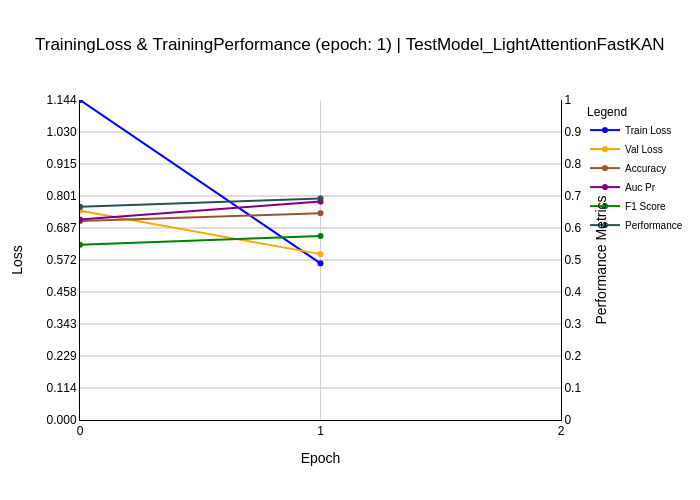 TrainingLoss & TrainingPerformance (epoch: 1) | TestModel_LightAttentionFastKAN
1.144
1.030
0.915
0.801
0.687
0.572
0.458
0.343
0.229
0.114
0.000
Loss
0
1
2
Epoch
1
0.9
0.8
0.7
0.6
0.5
0.4
0.3
0.2
0.1
0
Performance Metrics
Legend
Train Loss
Val Loss
Accuracy
Auc Pr
F1 Score
Performance